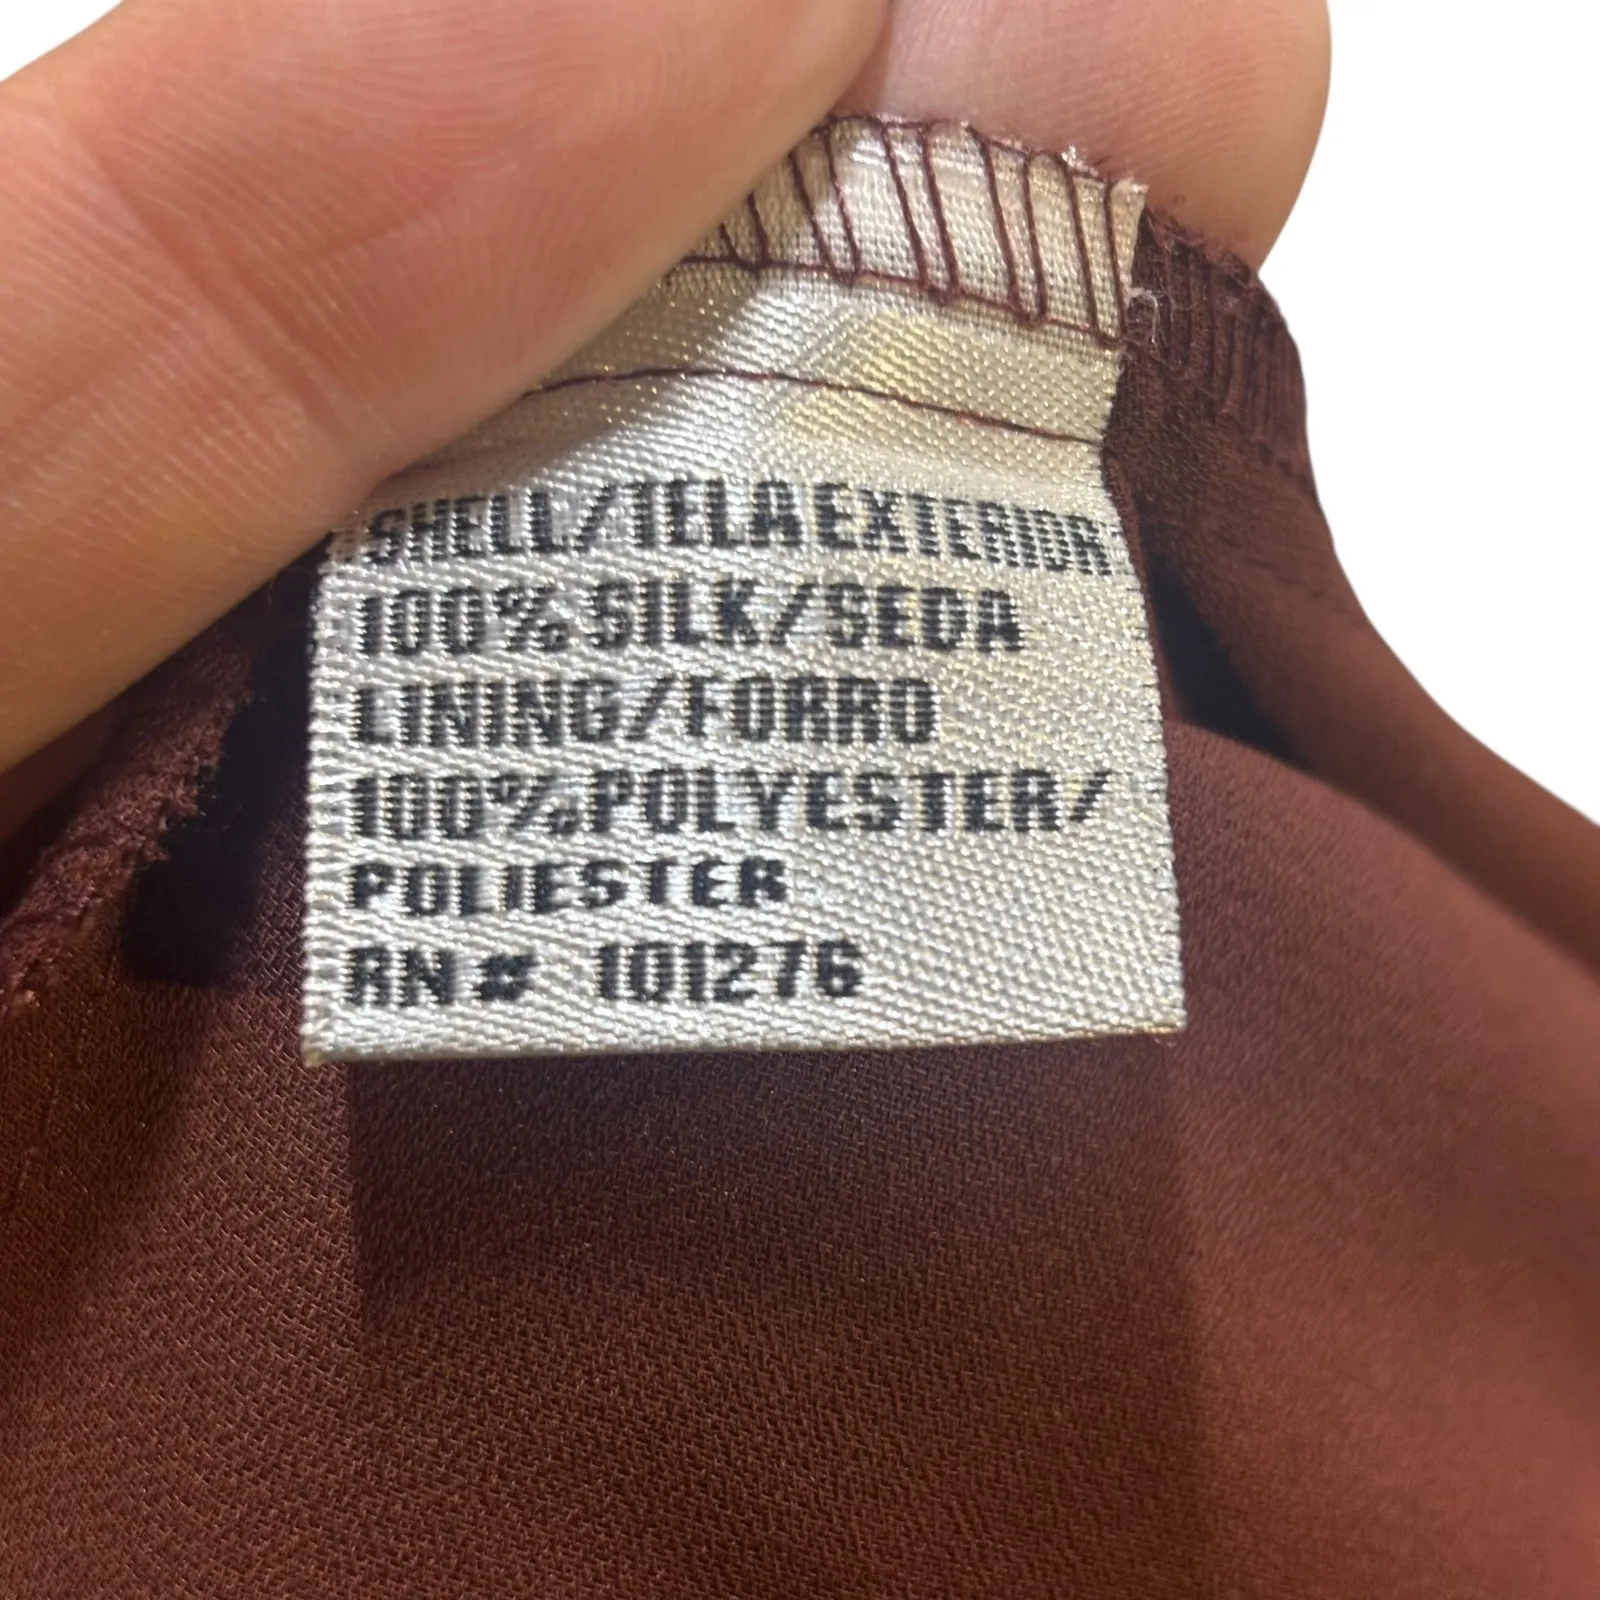 SHELL/TELA EXTERIOR
100% SILK/SEDA
LINING/FORRO
100% POLYESTER/
POLIESTER
RN # 101276